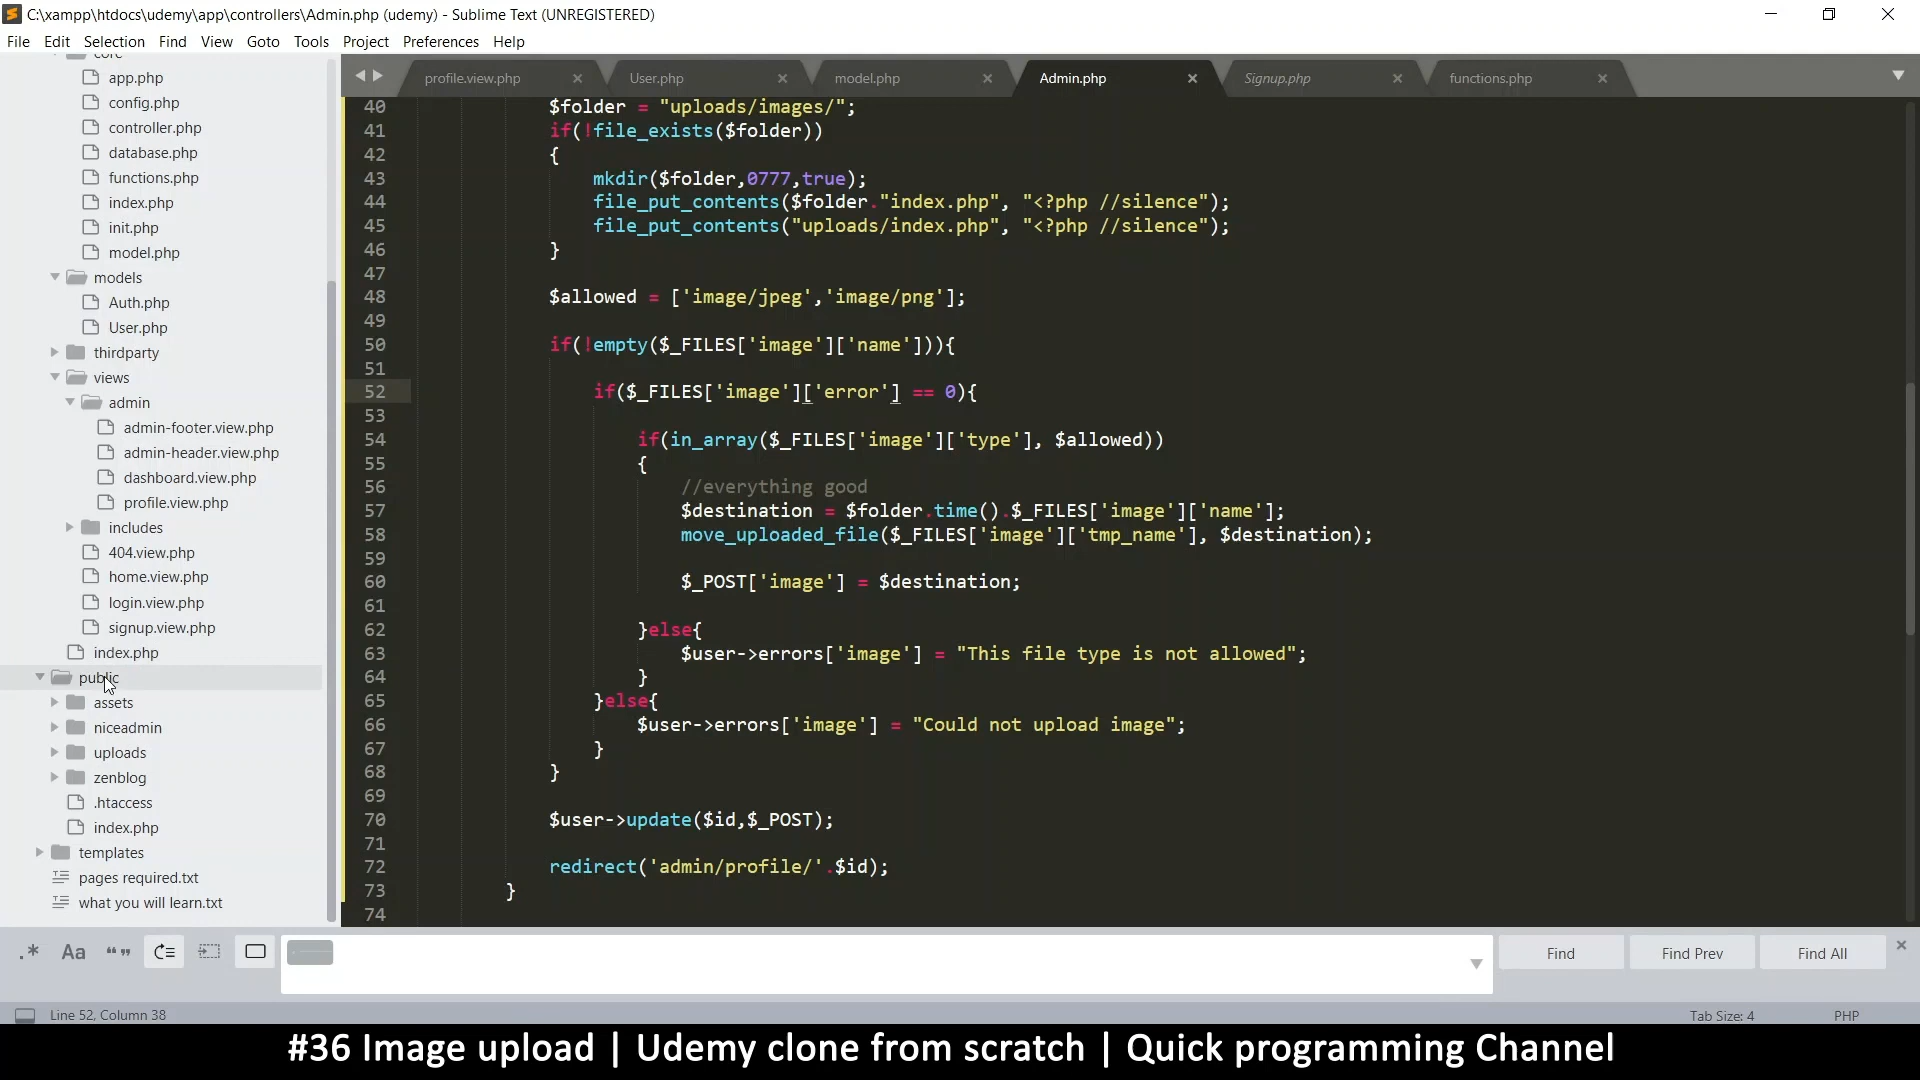 C:\xampp\htdocs\udemy\app\controllers\Admin.php (udemy) - Sublime Text (UNREGISTERED)
File Edit Selection Find View Goto Tools Project Preferences Help
core
app.php
config.php
controller.php
database.php
functions.php
index.php
init.php
model.php
models
Auth.php
User.php
thirdparty
views
admin
admin-footer.view.php
admin-header.view.php
dashboard.view.php
profile.view.php
includes
404.view.php
home.view.php
login.view.php
signup.view.php
index.php
public
assets
niceadmin
uploads
zenblog
.htaccess
index.php
templates
pages required.txt
what you will learn.txt
profile.view.php User.php model.php Admin.php Signup.php functions.php
40 $folder = "uploads/images/";
41 if(!file_exists($folder))
42 {
43 mkdir($folder,0777,true);
44 file_put_contents($folder."index.php", "<?php //silence");
45 file_put_contents("uploads/index.php", "<?php //silence");
46 }
47
48 $allowed = ['image/jpeg','image/png'];
49
50 if(!empty($_FILES['image']['name'])){
51
52 if($_FILES['image']['error'] == 0){
53
54 if(in_array($_FILES['image']['type'], $allowed))
55 {
56 //everything good
57 $destination = $folder.time().$_FILES['image']['name'];
58 move_uploaded_file($_FILES['image']['tmp_name'], $destination);
59
60 $_POST['image'] = $destination;
61
62 }else{
63 $user->errors['image'] = "This file type is not allowed";
64 }
65 }else{
66 $user->errors['image'] = "Could not upload image";
67 }
68 }
69
70 $user->update($id,$_POST);
71
72 redirect('admin/profile/'.$id);
73 }
74
.* Aa “ ” Find Find Prev Find All
Line 52, Column 38 Tab Size: 4 PHP
#36 Image upload | Udemy clone from scratch | Quick programming Channel